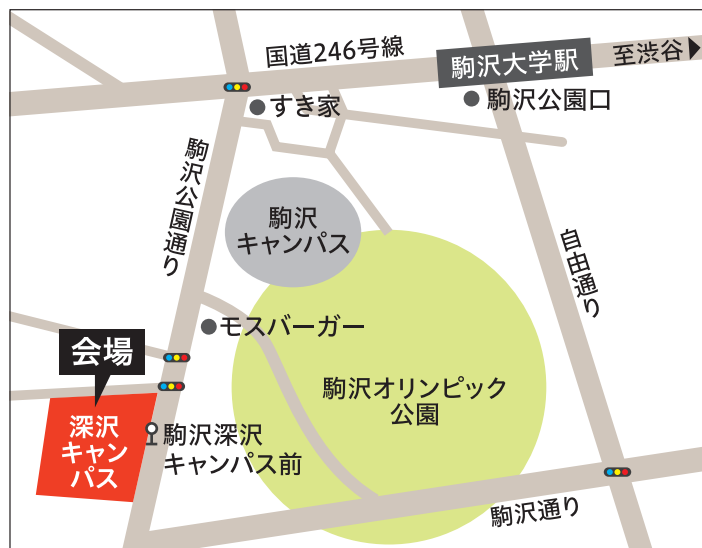 国道246号線
駒沢大学駅
至渋谷
すき家
駒沢公園口
駒沢公園通り
駒沢
キャンパス
自由通り
モスバーガー
会場
駒沢オリンピック
公園
深沢
キャン
パス
駒沢深沢
キャンパス前
駒沢通り